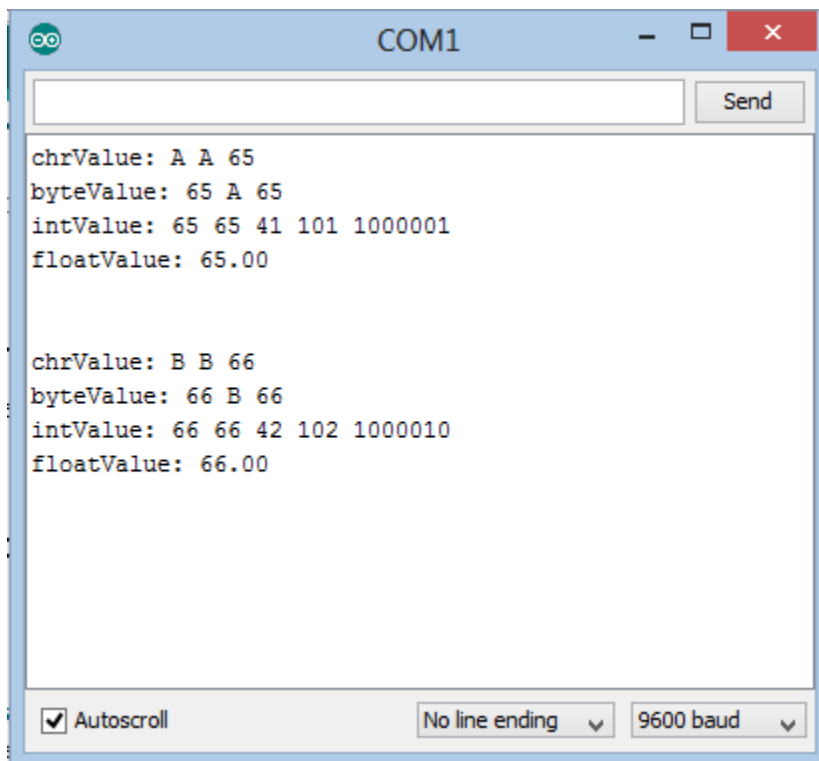 COM1
Send
chrValue: A A 65
byteValue: 65 A 65
intValue: 65 65 41 101 1000001
floatValue: 65.00
chrValue: B B 66
byteValue: 66 B 66
intValue: 66 66 42 102 1000010
floatValue: 66.00
Autoscroll No line ending 9600 baud